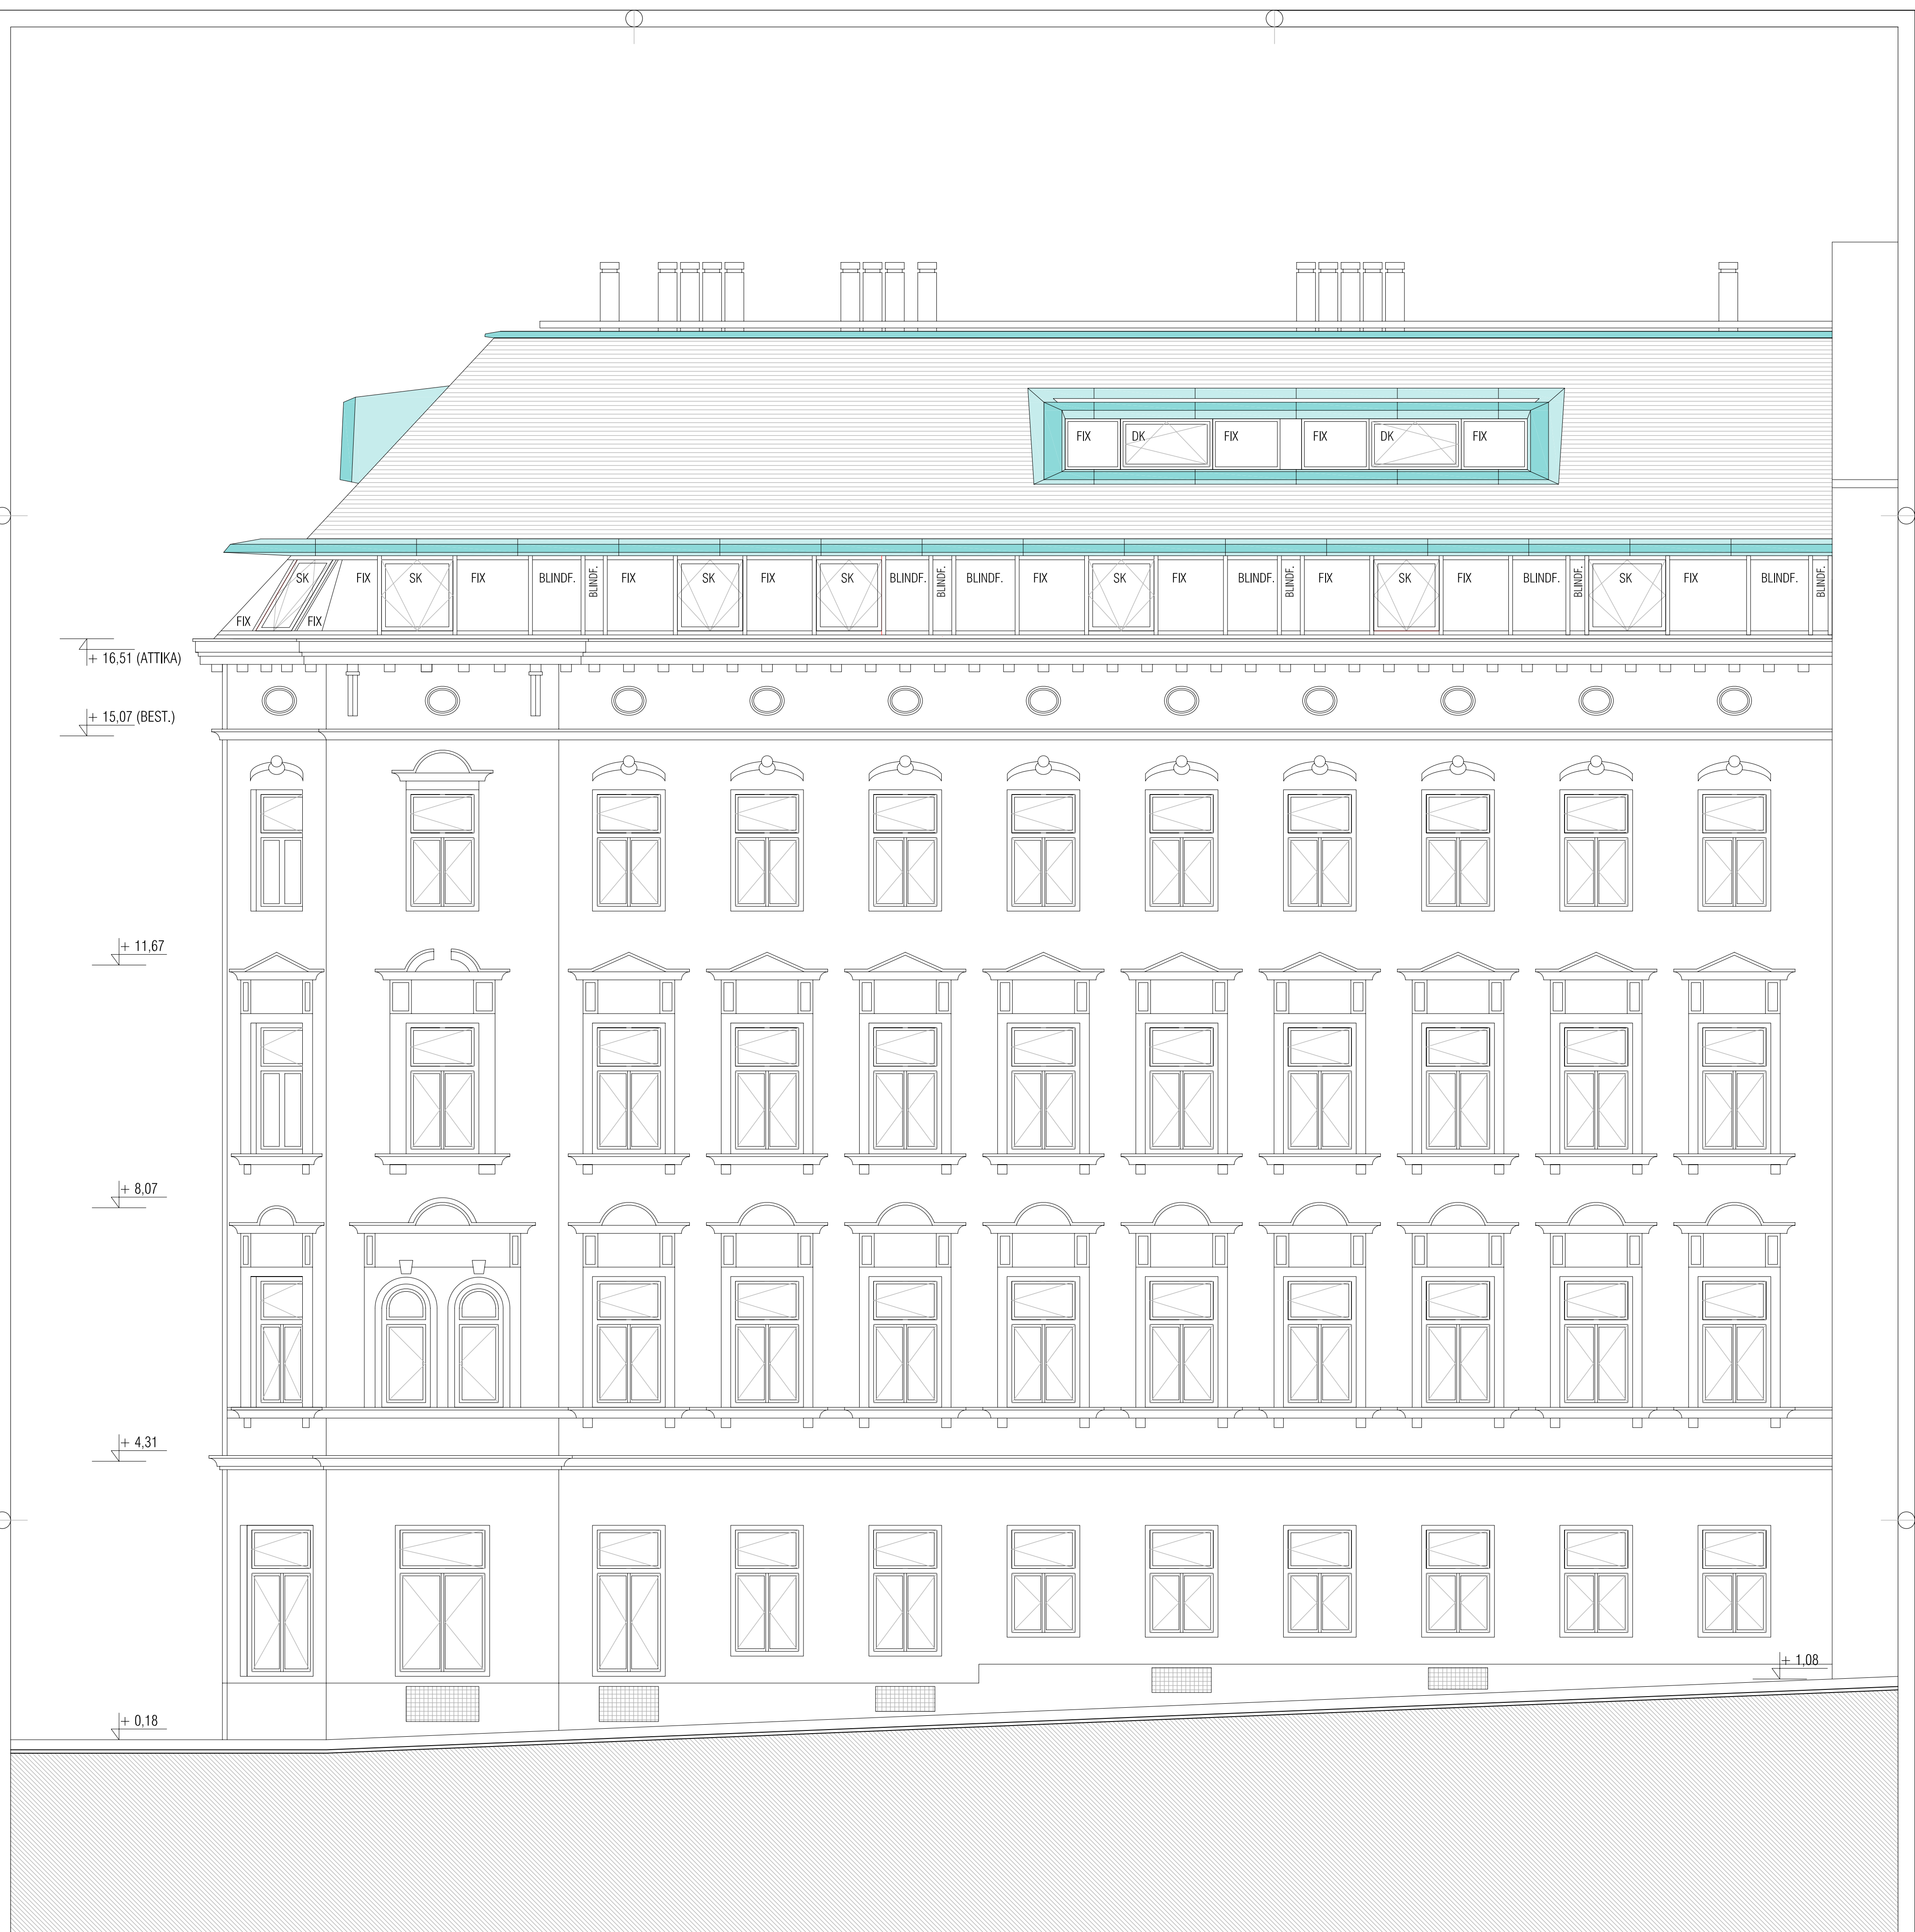 FIX DK FIX FIX DK FIX
SK FIX SK FIX BLINDF. BLINDF. FIX SK FIX SK BLINDF. BLINDF. BLINDF. FIX SK FIX BLINDF. BLINDF. FIX SK FIX BLINDF. BLINDF. SK FIX BLINDF. BLINDF.
FIX FIX
+ 16,51 (ATTIKA)
+ 15,07 (BEST.)
+ 11,67
+ 8,07
+ 4,31
+ 1,08
+ 0,18